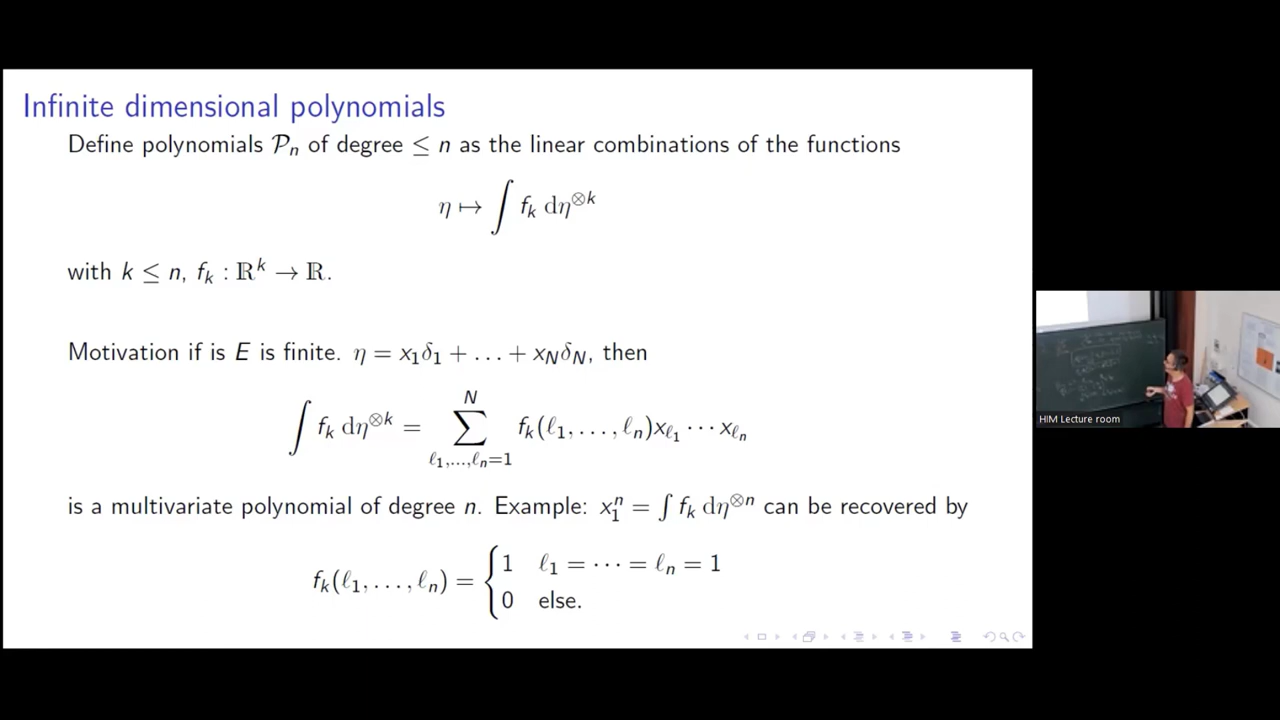 Infinite dimensional polynomials
Define polynomials 𝒫ₙ of degree ≤ n as the linear combinations of the functions
η ↦ ∫ fₖ dη^{⊗k}
with k ≤ n, fₖ : ℝᵏ → ℝ.
Motivation if is E is finite. η = x₁δ₁ + … + x_Nδ_N, then
∫ fₖ dη^{⊗k} = ∑_{ℓ₁,…,ℓₙ=1}^{N} fₖ(ℓ₁, …, ℓₙ)x_{ℓ₁} ⋯ x_{ℓₙ}
is a multivariate polynomial of degree n. Example: x₁ⁿ = ∫ fₖ dη^{⊗n} can be recovered by
fₖ(ℓ₁, …, ℓₙ) = { 1 ℓ₁ = ⋯ = ℓₙ = 1
0 else.
HIM Lecture room